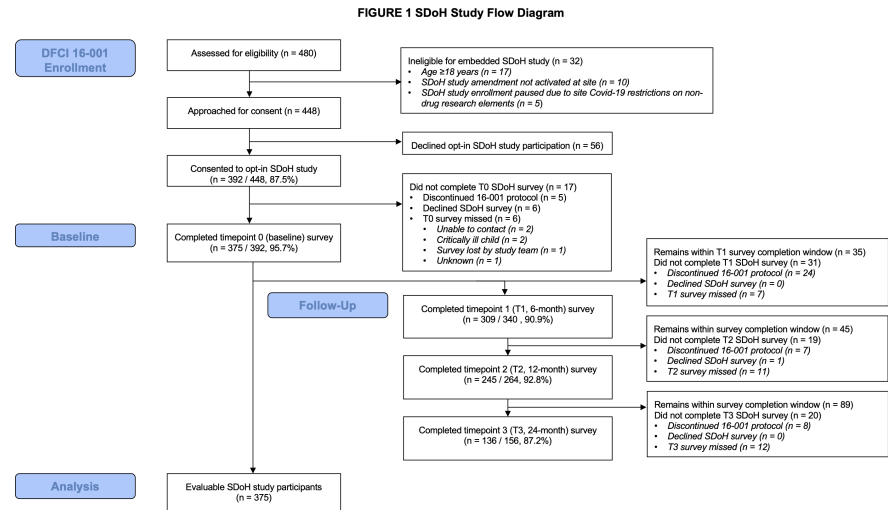 FIGURE 1 SDoH Study Flow Diagram
DFCI 16-001
Enrollment
Assessed for eligibility (n = 480)
Ineligible for embedded SDoH study (n = 32)
• Age ≥18 years (n = 17)
• SDoH study amendment not activated at site (n = 10)
• SDoH study enrollment paused due to site Covid-19 restrictions on non-
drug research elements (n = 5)
Approached for consent (n = 448)
Declined opt-in SDoH study participation (n = 56)
Consented to opt-in SDoH study
(n = 392 / 448, 87.5%)
Did not complete T0 SDoH survey (n = 17)
• Discontinued 16-001 protocol (n = 5)
• Declined SDoH survey (n = 6)
• T0 survey missed (n = 6)
• Unable to contact (n = 2)
• Critically ill child (n = 2)
• Survey lost by study team (n = 1)
• Unknown (n = 1)
Baseline
Completed timepoint 0 (baseline) survey
(n = 375 / 392, 95.7%)
Remains within T1 survey completion window (n = 35)
Did not complete T1 SDoH survey (n = 31)
• Discontinued 16-001 protocol (n = 24)
• Declined SDoH survey (n = 0)
• T1 survey missed (n = 7)
Follow-Up
Completed timepoint 1 (T1, 6-month) survey
(n = 309 / 340 , 90.9%)
Remains within survey completion window (n = 45)
Did not complete T2 SDoH survey (n = 19)
• Discontinued 16-001 protocol (n = 7)
• Declined SDoH survey (n = 1)
• T2 survey missed (n = 11)
Completed timepoint 2 (T2, 12-month) survey
(n = 245 / 264, 92.8%)
Remains within survey completion window (n = 89)
Did not complete T3 SDoH survey (n = 20)
• Discontinued 16-001 protocol (n = 8)
• Declined SDoH survey (n = 0)
• T3 survey missed (n = 12)
Completed timepoint 3 (T3, 24-month) survey
(n = 136 / 156, 87.2%)
Analysis
Evaluable SDoH study participants
(n = 375)